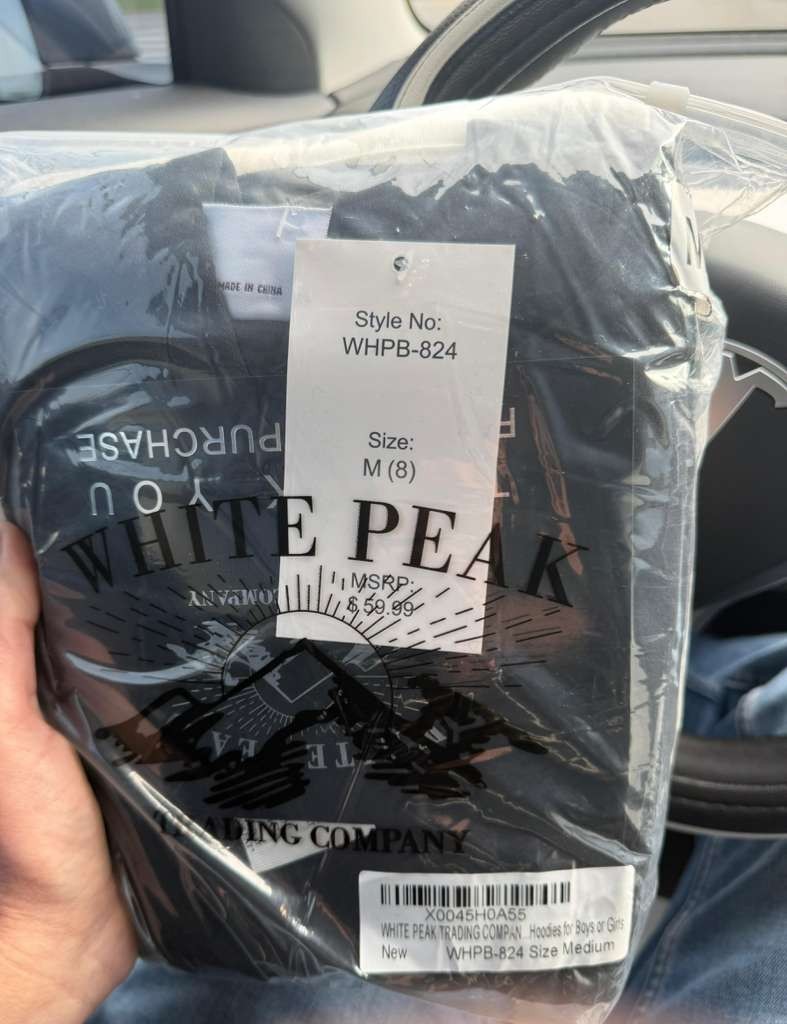 MADE IN CHINA
Style No:
WHPB-824
Size:
M (8)
MSRP:
$ 59.99
WHITE PEAK
TRADING COMPANY
YOU
PURCHASE
COMPANY
X0045H0A55
WHITE PEAK TRADING COMPAN...Hoodies for Boys or Girls
New WHPB-824 Size Medium